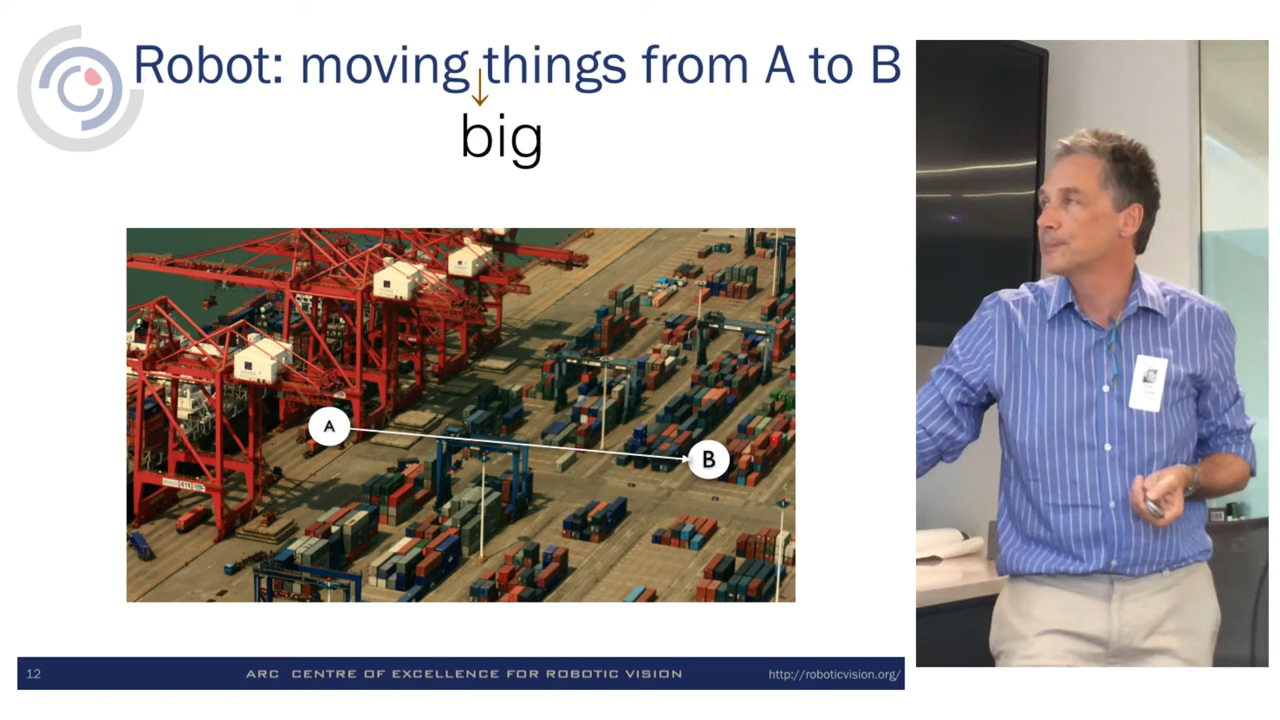 Robot: moving things from A to B
big
A
B
12
ARC CENTRE OF EXCELLENCE FOR ROBOTIC VISION
http://roboticvision.org/